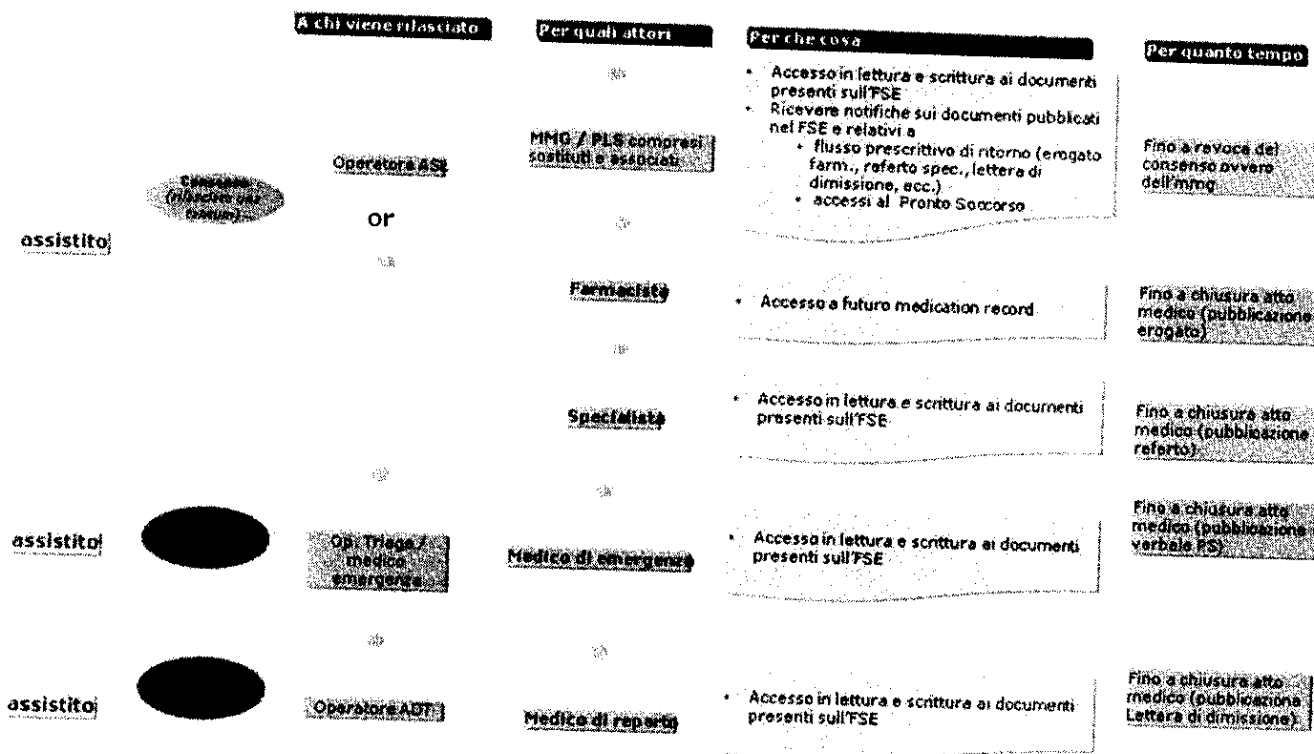 A chi viene rilasciato
Per quali attori
Per che cosa
Per quanto tempo
assistito
Consenso
(rilasciato una
tantum)
Operatore ASL
or
MMG / PLS compresi
sostituti e associati
• Accesso in lettura e scrittura ai documenti
presenti sull'FSE
• Ricevere notifiche sui documenti pubblicati
nel FSE e relativi a
• flusso prescrittivo di ritorno (erogato
farm., referto spec., lettera di
dimissione, ecc.)
• accessi al Pronto Soccorso
Fino a revoca del
consenso ovvero
dell'mmg
Farmacista
• Accesso a futuro medication record
Fino a chiusura atto
medico (pubblicazione
erogato)
Specialista
• Accesso in lettura e scrittura ai documenti
presenti sull'FSE
Fino a chiusura atto
medico (pubblicazione
referto)
assistito
Op. Triage /
medico
emergenza
Medico di emergenza
• Accesso in lettura e scrittura ai documenti
presenti sull'FSE
Fino a chiusura atto
medico (pubblicazione
verbale PS)
assistito
Operatore ADT
Medico di reparto
• Accesso in lettura e scrittura ai documenti
presenti sull'FSE
Fino a chiusura atto
medico (pubblicazione
Lettera di dimissione)